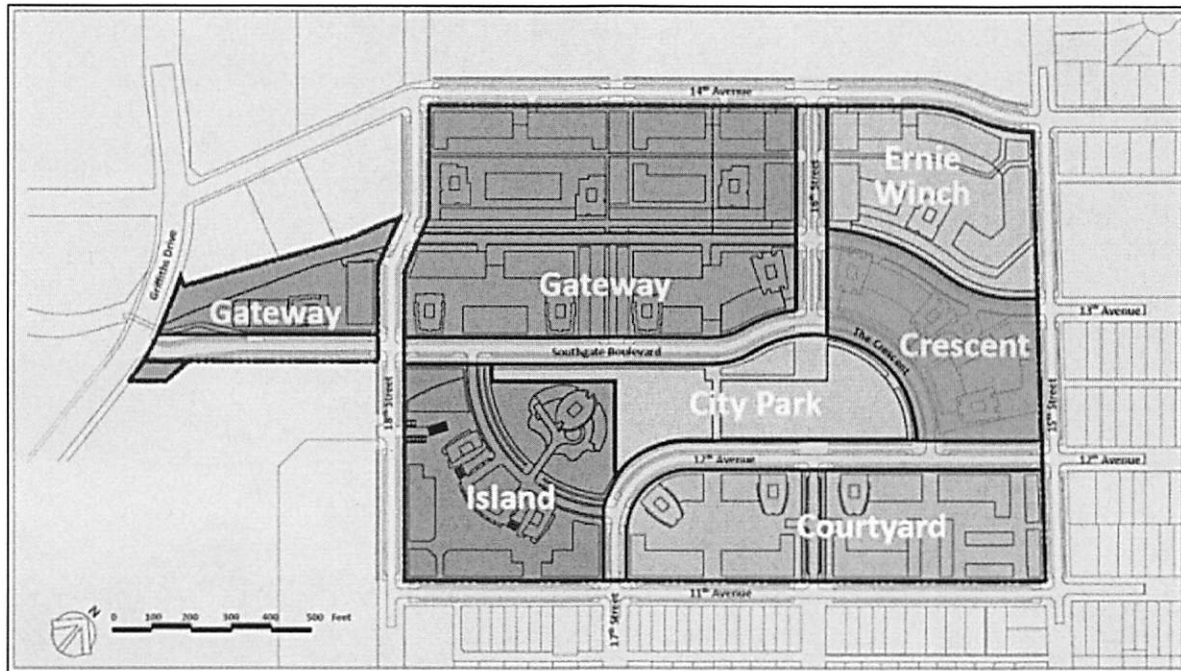 14th Avenue
Ernie
Winch
16th Street
Griffiths Drive
Gateway
Gateway
13th Avenue
Crescent
The Crescent
Southgate Boulevard
18th Street
City Park
15th Street
12th Avenue
12th Avenue
Island
Courtyard
11th Avenue
17th Street
N
0 100 200 300 400 500 Feet